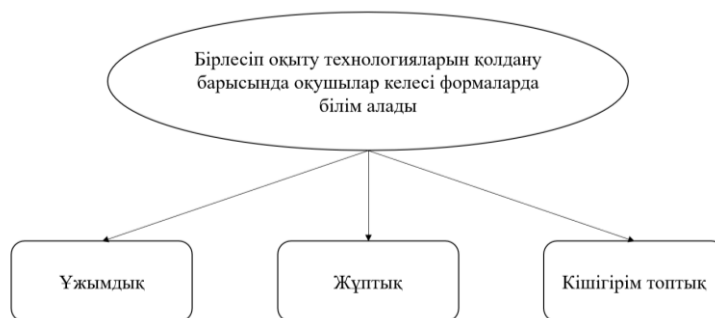 Бірлесіп оқыту технологияларын қолдану
барысында оқушылар келесі формаларда
білім алады
Ұжымдық
Жұптық
Кішігірім топтық